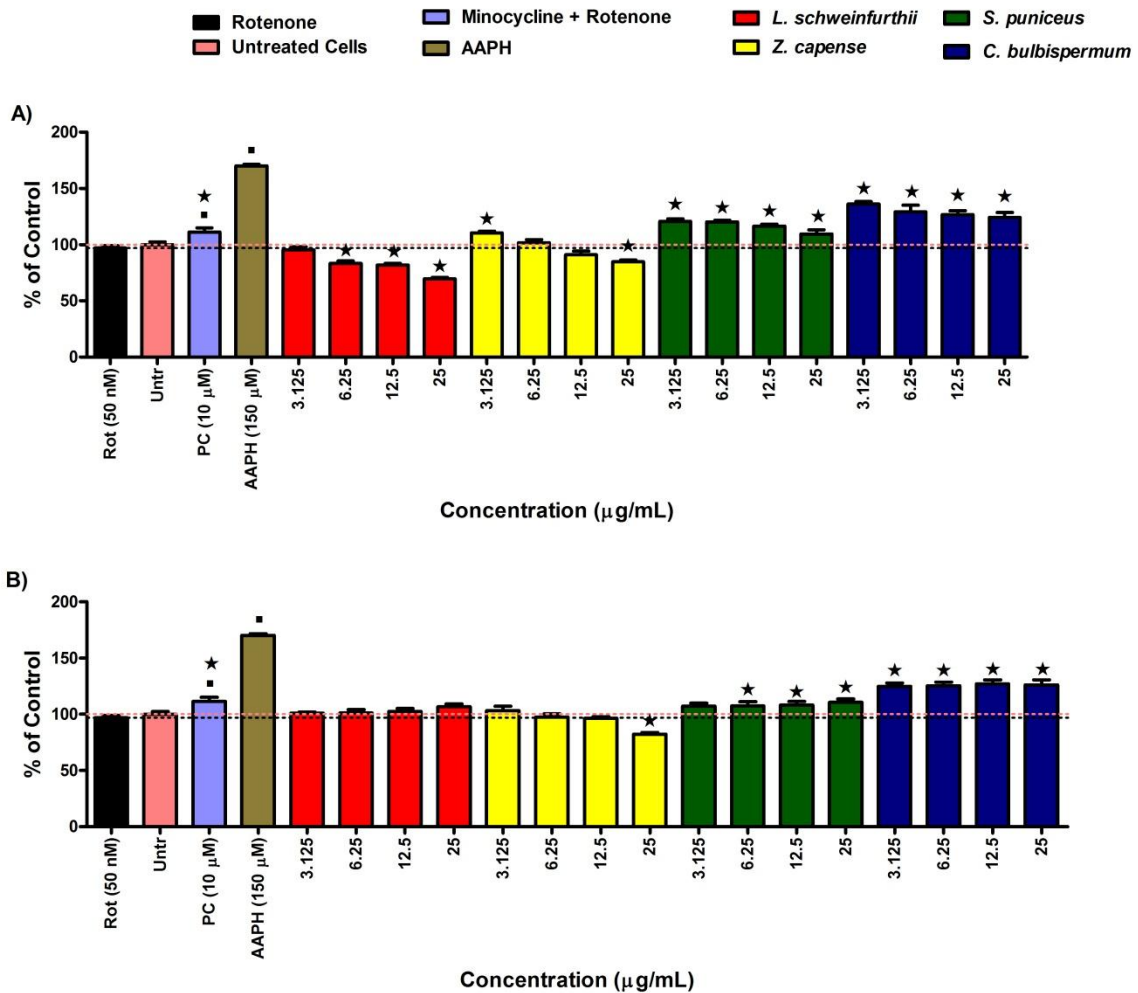 Rotenone
Untreated Cells
Minocycline + Rotenone
AAPH
L. schweinfurthii
Z. capense
S. puniceus
C. bulbispermum
A)
% of Control
200
150
100
50
0
Rot (50 nM)
Untr
PC (10 μM)
AAPH (150 μM)
3.125
6.25
12.5
25
3.125
6.25
12.5
25
3.125
6.25
12.5
25
3.125
6.25
12.5
25
Concentration (μg/mL)
B)
% of Control
200
150
100
50
0
Rot (50 nM)
Untr
PC (10 μM)
AAPH (150 μM)
3.125
6.25
12.5
25
3.125
6.25
12.5
25
3.125
6.25
12.5
25
3.125
6.25
12.5
25
Concentration (μg/mL)